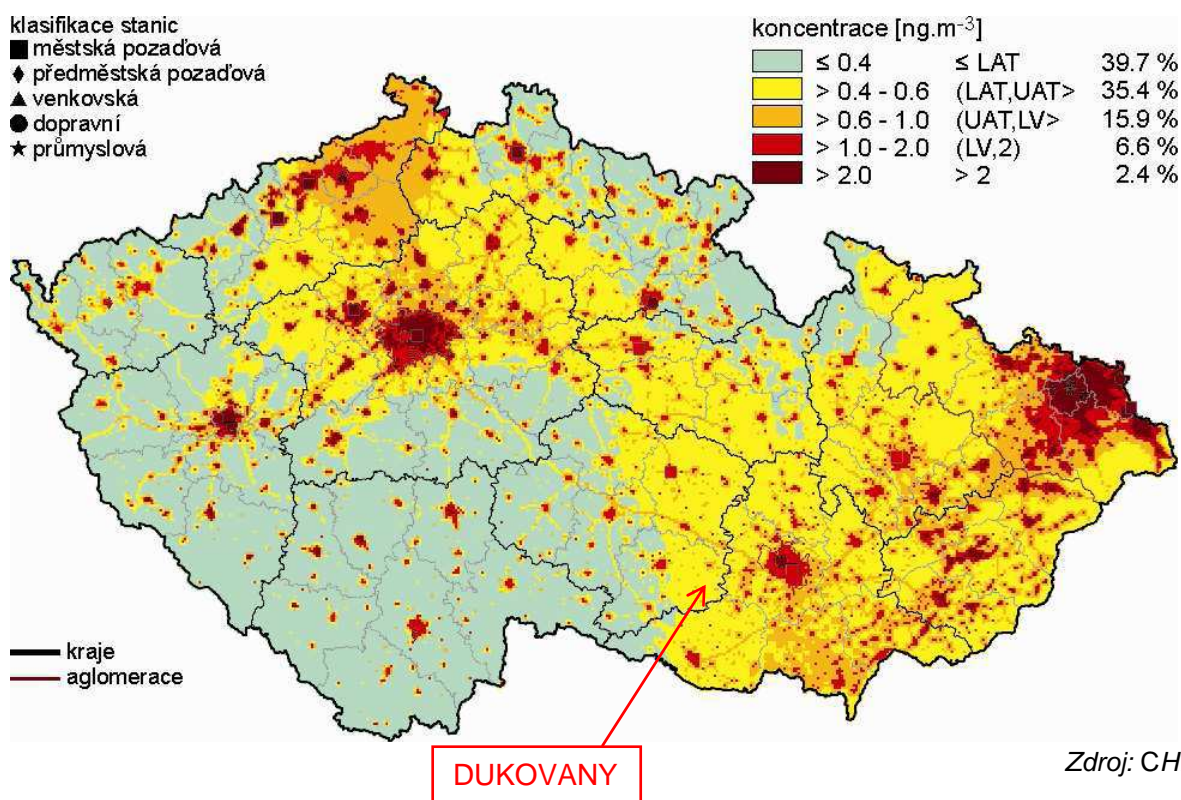 klasifikace stanic
městská pozaďová
předměstská pozaďová
venkovská
dopravní
průmyslová
koncentrace [ng.m⁻³]
≤ 0.4 ≤ LAT 39.7 %
> 0.4 - 0.6 (LAT,UAT> 35.4 %
> 0.6 - 1.0 (UAT,LV> 15.9 %
> 1.0 - 2.0 (LV,2) 6.6 %
> 2.0 > 2 2.4 %
kraje
aglomerace
DUKOVANY
Zdroj: CH